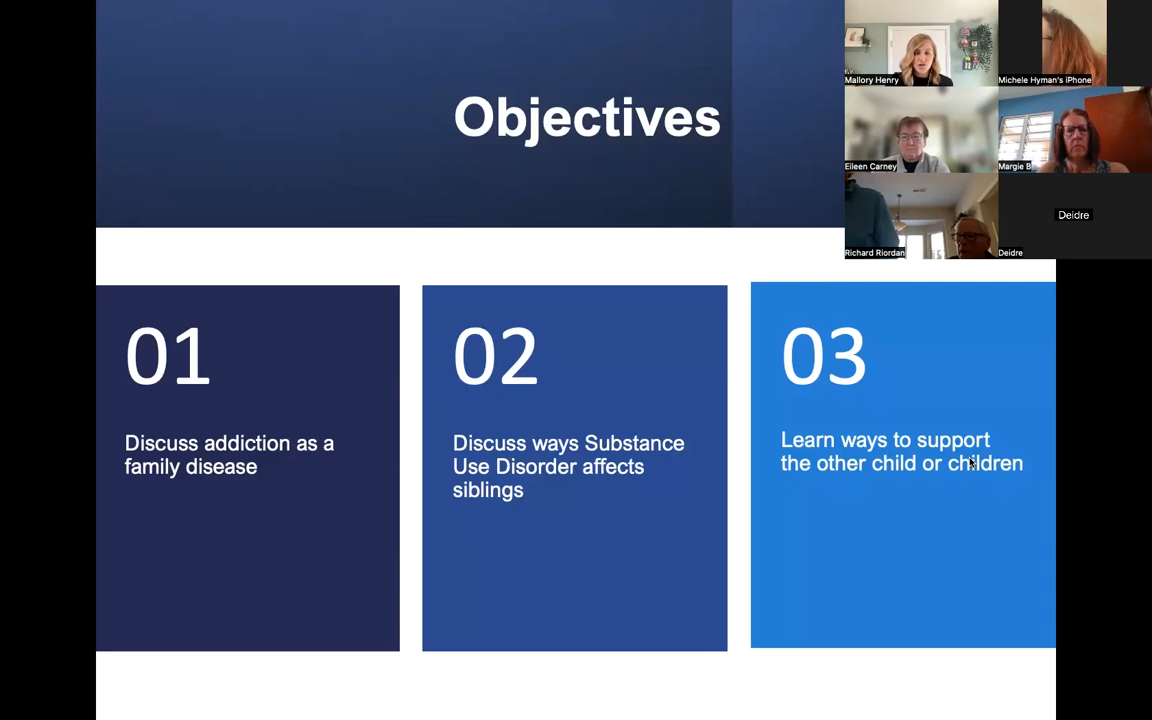 Objectives
Mallory Henry
Michele Hyman's iPhone
Eileen Carney
Margie B
Richard Riordan
Deidre
Deidre
01
Discuss addiction as a
family disease
02
Discuss ways Substance
Use Disorder affects
siblings
03
Learn ways to support
the other child or children